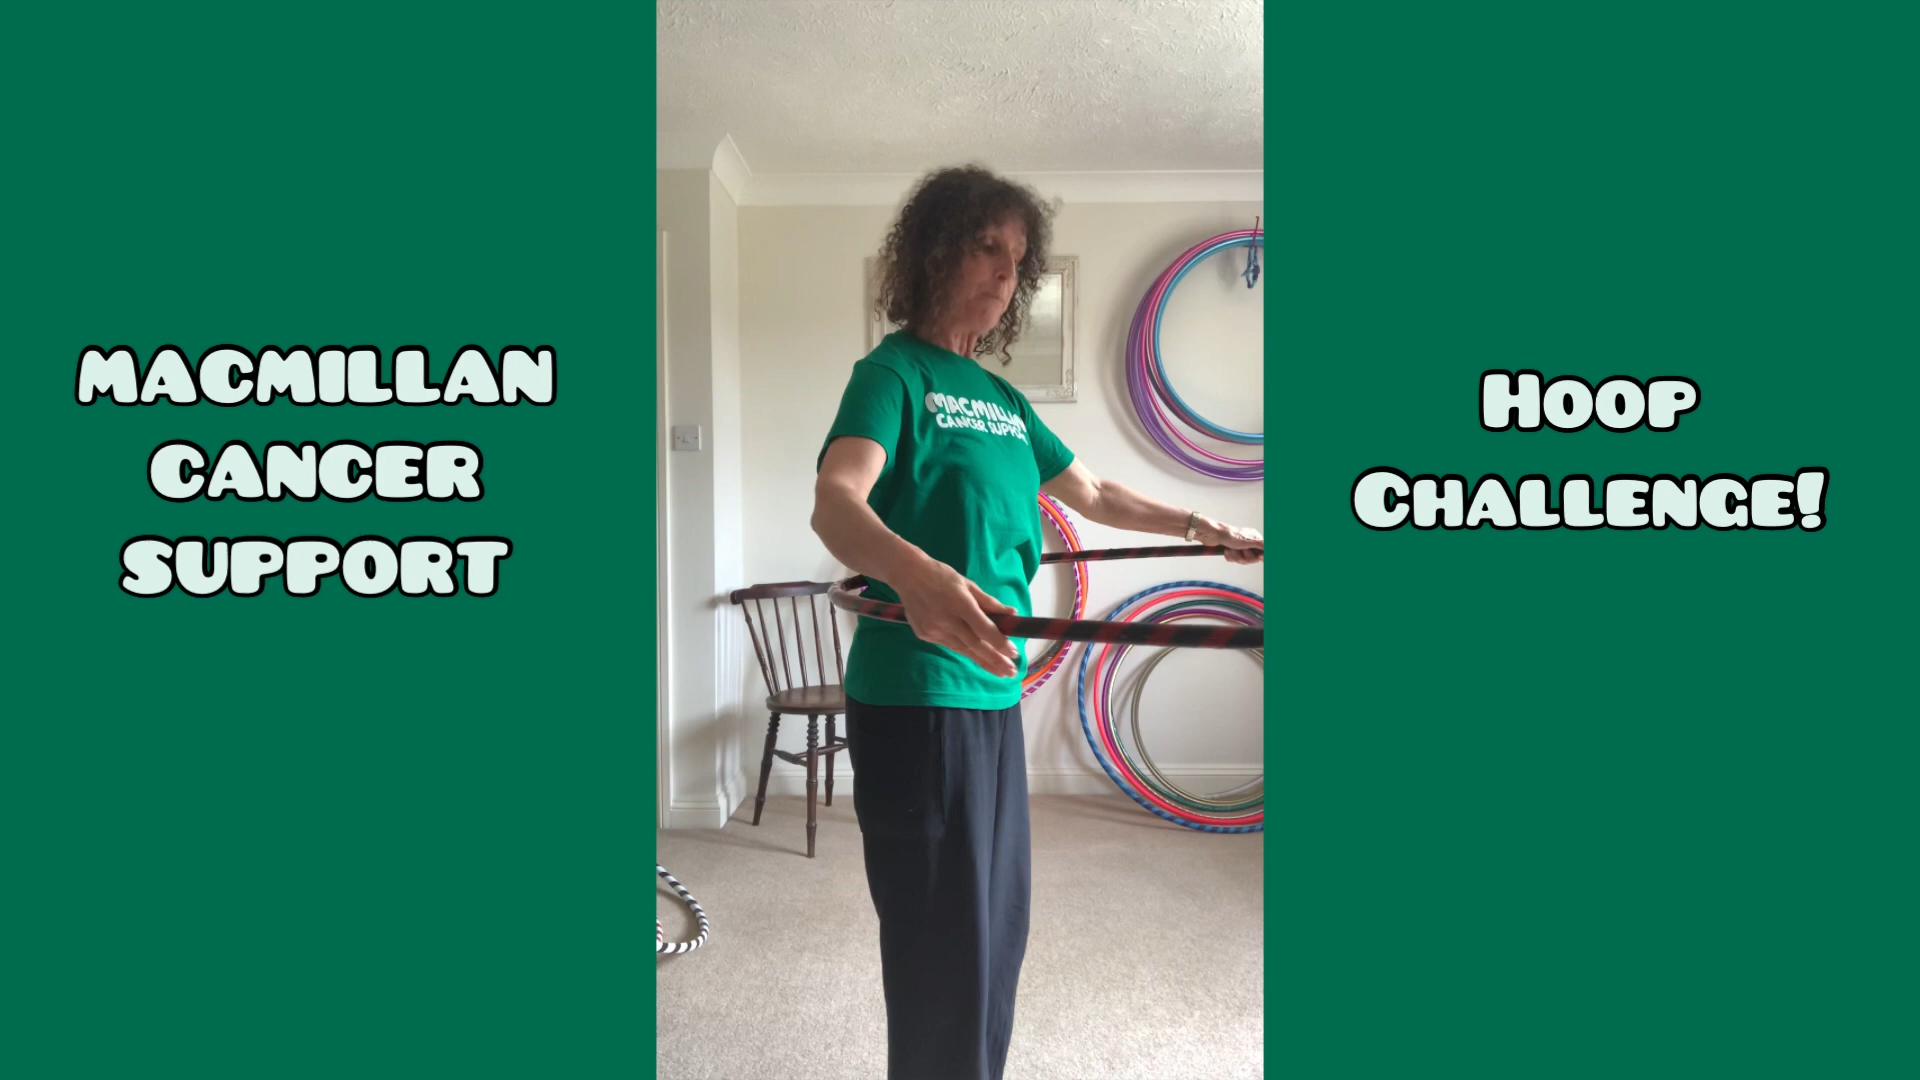 MACMILLAN
CANCER
SUPPORT
MACMILLAN
CANCER SUPPORT
HOOP
CHALLENGE!